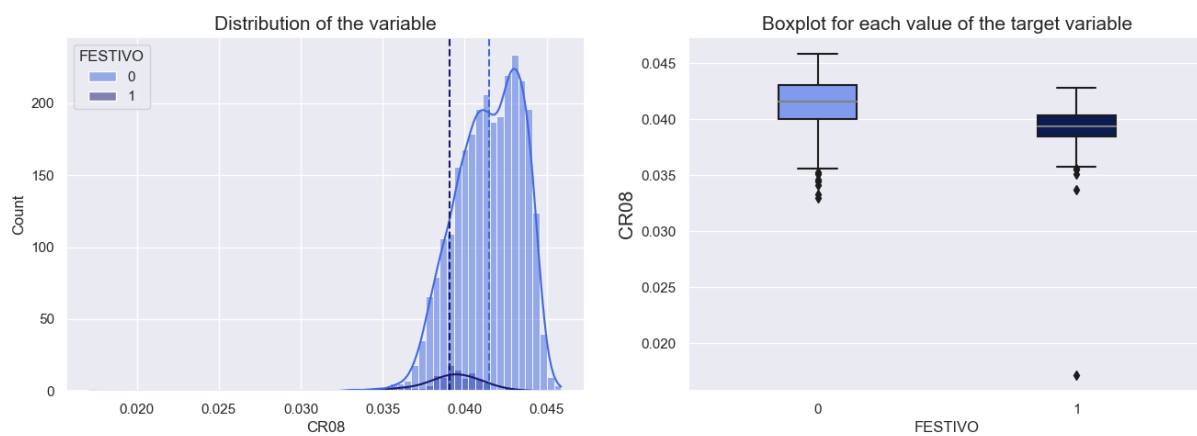 Distribution of the variable
FESTIVO
0
1
200
150
100
50
0
Count
0.020 0.025 0.030 0.035 0.040 0.045
CR08
Boxplot for each value of the target variable
0.045
0.040
0.035
0.030
0.025
0.020
CR08
0 1
FESTIVO